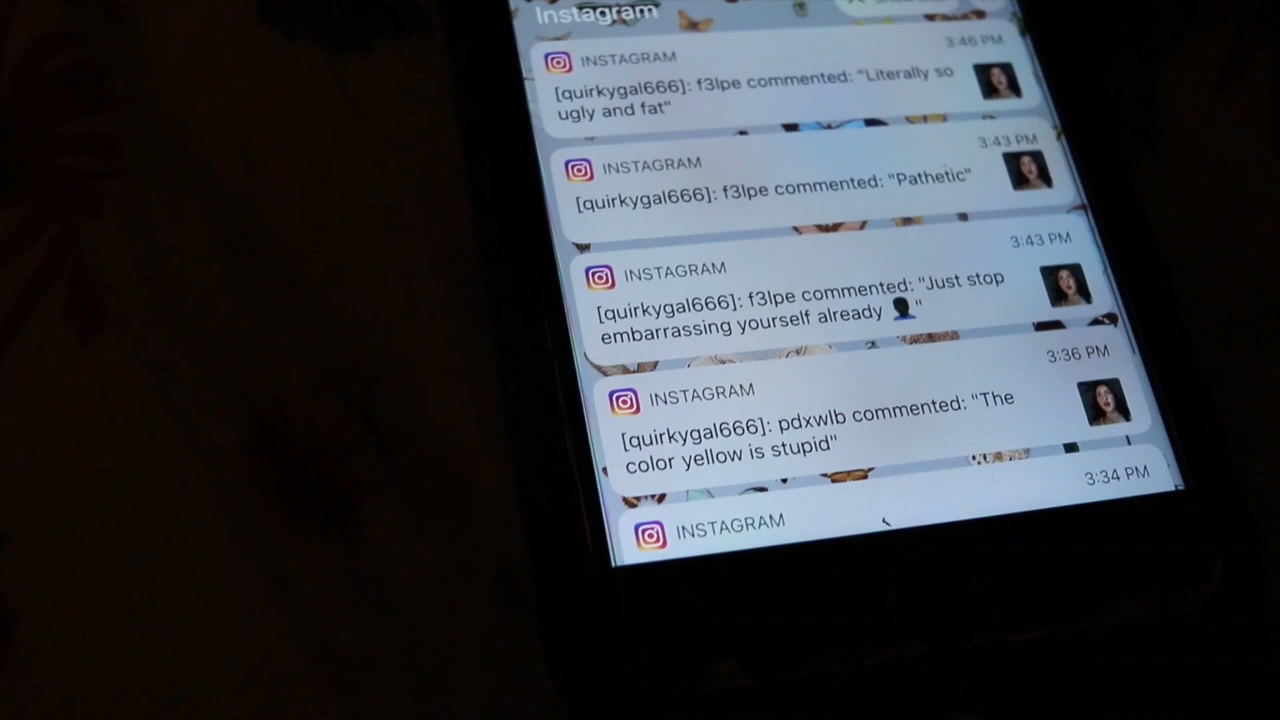 Instagram
INSTAGRAM
3:46 PM
[quirkygal666]: f3lpe commented: "Literally so
ugly and fat"
INSTAGRAM
3:43 PM
[quirkygal666]: f3lpe commented: "Pathetic"
INSTAGRAM
3:43 PM
[quirkygal666]: f3lpe commented: "Just stop
embarrassing yourself already 👤"
INSTAGRAM
3:36 PM
[quirkygal666]: pdxwlb commented: "The
color yellow is stupid"
INSTAGRAM
3:34 PM